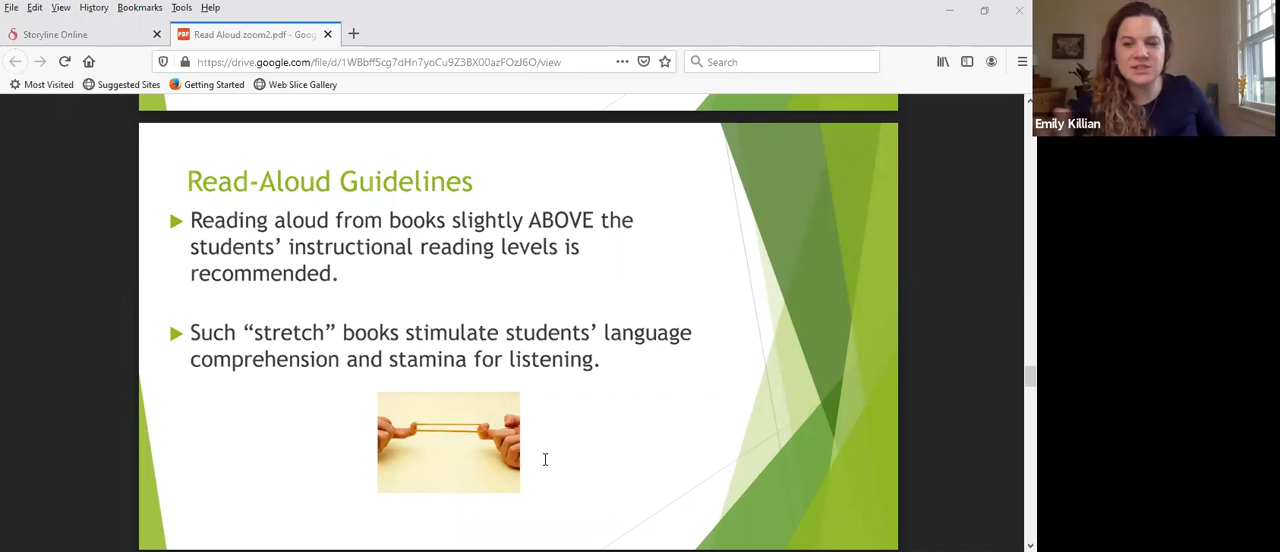 File Edit View History Bookmarks Tools Help
Storyline Online
Read Aloud zoom2.pdf - Goog
https://drive.google.com/file/d/1WBbff5cg7dHn7yoCu9Z3BX00azFOzJ6O/view
Search
Most Visited Suggested Sites Getting Started Web Slice Gallery
Emily Killian
Read-Aloud Guidelines
Reading aloud from books slightly ABOVE the
students’ instructional reading levels is
recommended.
Such “stretch” books stimulate students’ language
comprehension and stamina for listening.